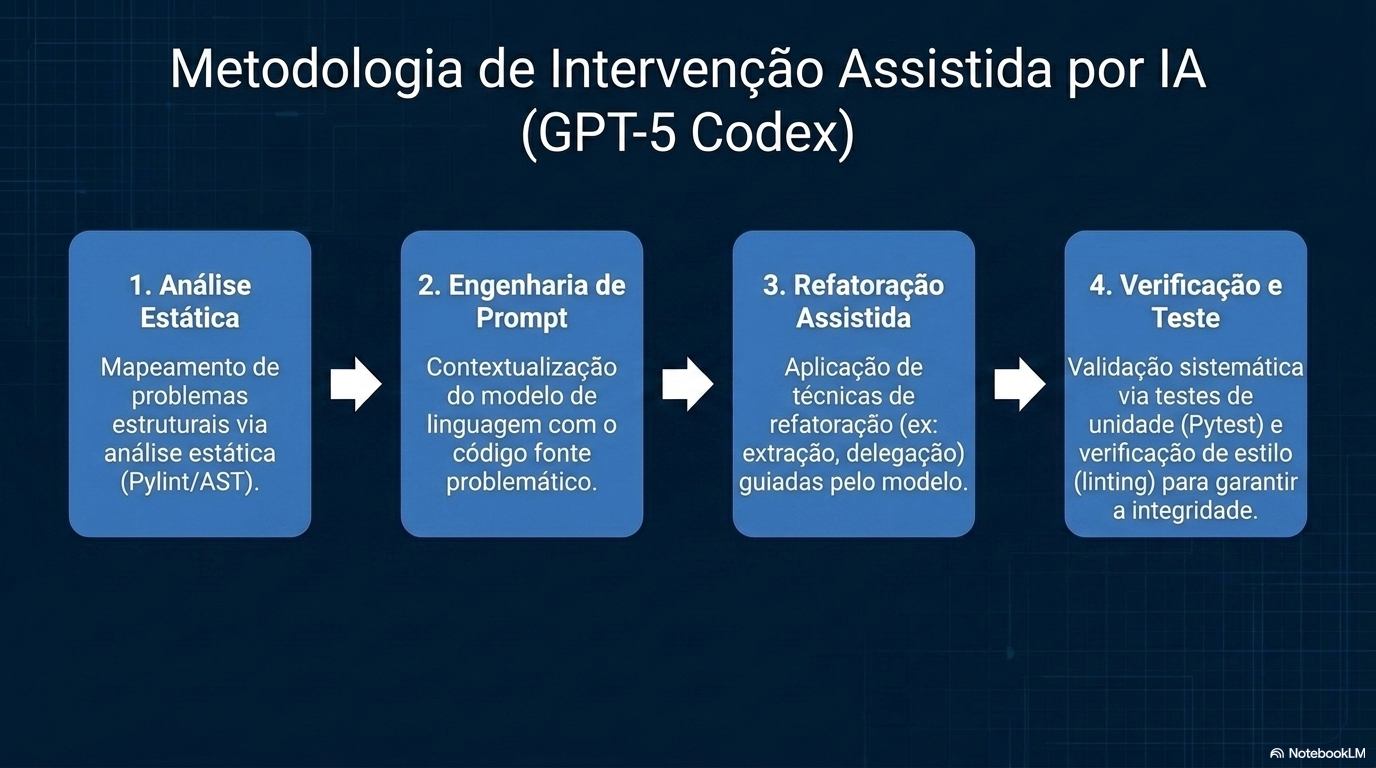 Metodologia de Intervenção Assistida por IA
(GPT-5 Codex)
1. Análise
Estática
Mapeamento de
problemas
estruturais via
análise estática
(Pylint/AST).
2. Engenharia de
Prompt
Contextualização
do modelo de
linguagem com o
código fonte
problemático.
3. Refatoração
Assistida
Aplicação de
técnicas de
refatoração (ex:
extração, delegação)
guiadas pelo modelo.
4. Verificação e
Teste
Validação sistemática
via testes de
unidade (Pytest) e
verificação de estilo
(linting) para garantir
a integridade.
NotebookLM